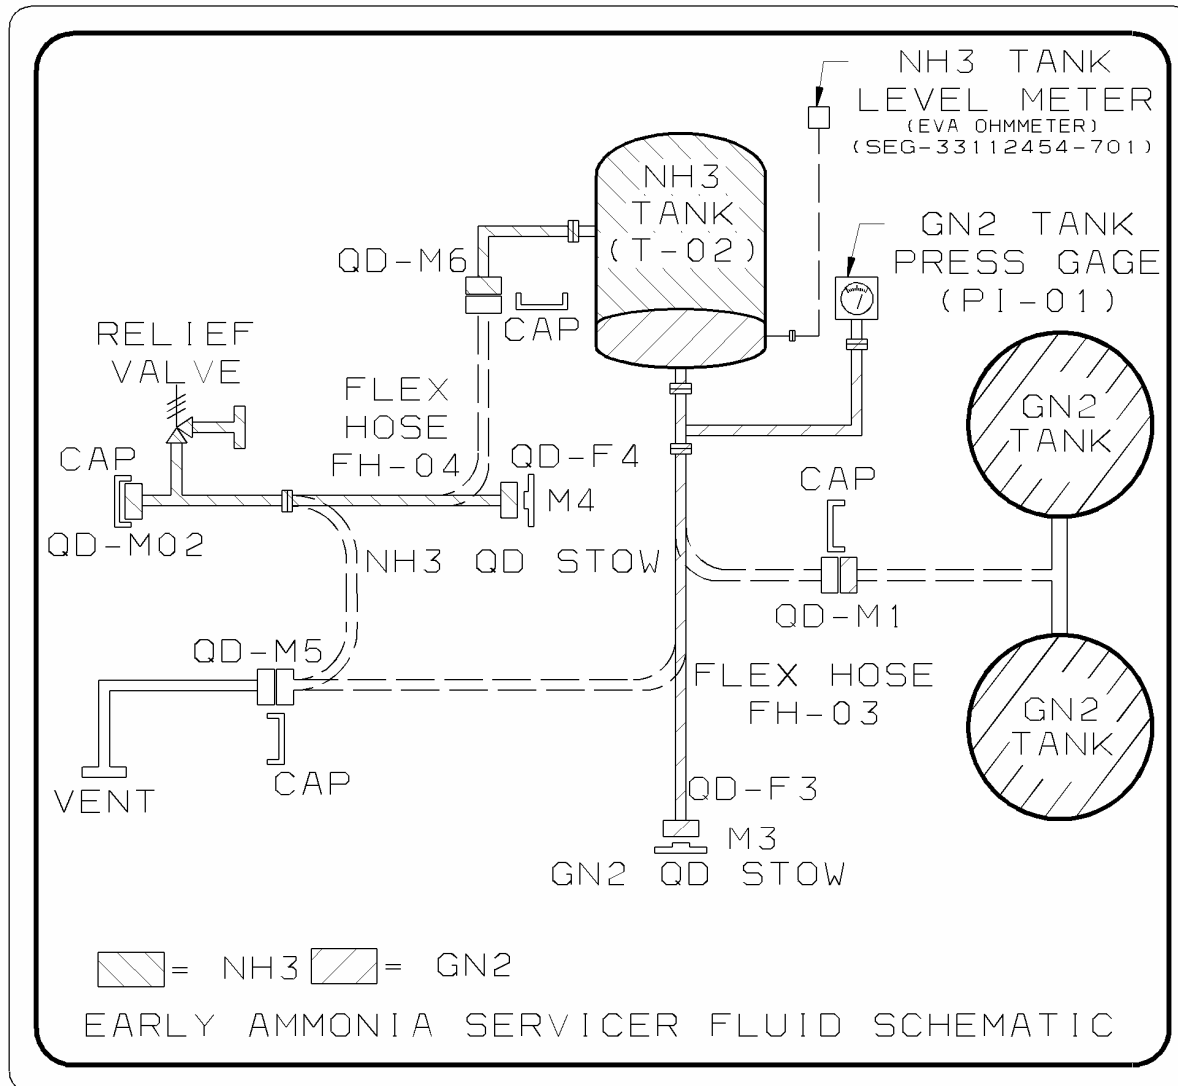 NH3 TANK
LEVEL METER
(EVA OHMMETER)
(SEG-33112454-701)
NH3
TANK
(T-02)
GN2 TANK
PRESS GAGE
(PI-01)
QD-M6
CAP
RELIEF
VALVE
FLEX
HOSE
FH-04
GN2
TANK
CAP
QD-F4
M4
CAP
QD-M02
NH3 QD STOW
QD-M1
QD-M5
FLEX HOSE
FH-03
GN2
TANK
CAP
VENT
QD-F3
M3
GN2 QD STOW
= NH3
= GN2
EARLY AMMONIA SERVICER FLUID SCHEMATIC